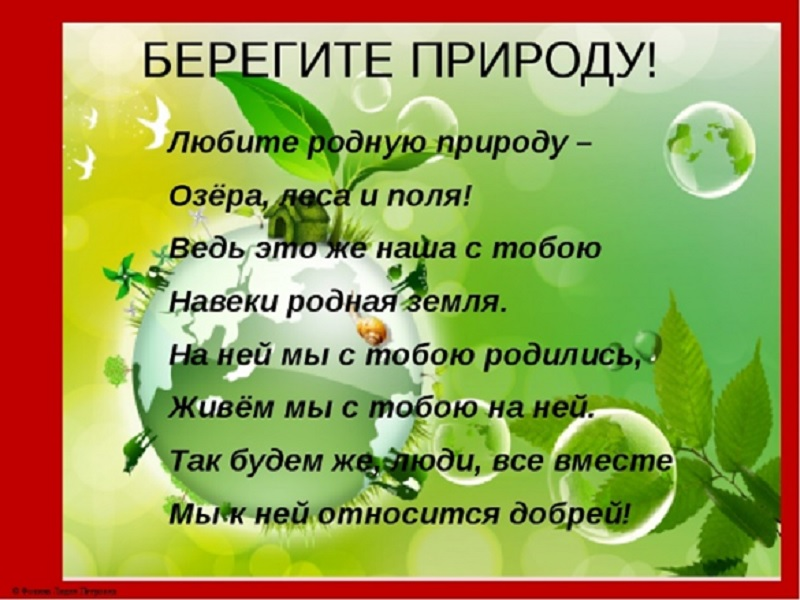 БЕРЕГИТЕ ПРИРОДУ!
Любите родную природу –
Озёра, леса и поля!
Ведь это же наша с тобою
Навеки родная земля.
На ней мы с тобою родились,
Живём мы с тобою на ней.
Так будем же, люди, все вместе
Мы к ней относится добрей!